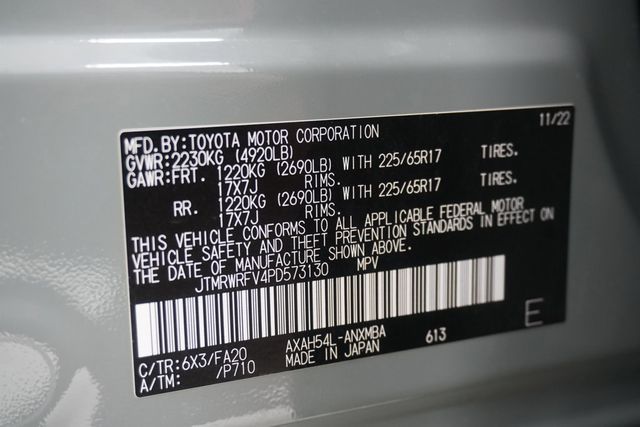 11/22
MFD.BY:TOYOTA MOTOR CORPORATION
GVWR:2230KG (4920LB)
GAWR:FRT. 1220KG (2690LB) WITH 225/65R17 TIRES.
17X7J RIMS.
RR. 1220KG (2690LB) WITH 225/65R17 TIRES.
17X7J RIMS.
THIS VEHICLE CONFORMS TO ALL APPLICABLE FEDERAL MOTOR
VEHICLE SAFETY AND THEFT PREVENTION STANDARDS IN EFFECT ON
THE DATE OF MANUFACTURE SHOWN ABOVE.
JTMRWRFV4PD573130 MPV
C/TR:6X3/FA20 AXAH54L-ANXMBA 613
A/TM: /P710 MADE IN JAPAN
E